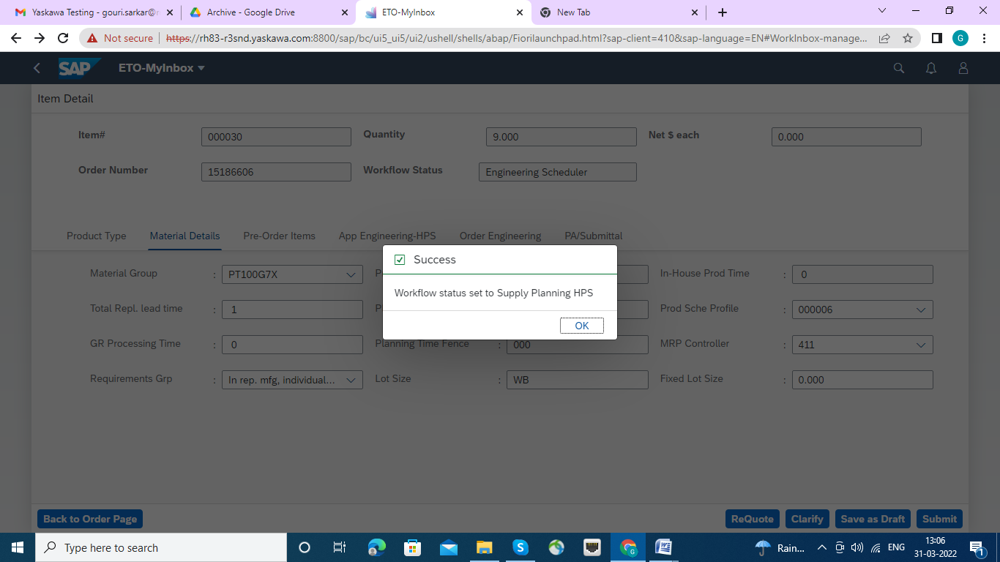 Yaskawa Testing - gouri.sarkar@
Archive - Google Drive
ETO-MyInbox
New Tab
Not secure
https://rh83-r3snd.yaskawa.com:8800/sap/bc/ui5_ui5/ui2/ushell/shells/abap/Fiorilaunchpad.html?sap-client=410&sap-language=EN#WorkInbox-manage...
G
SAP
ETO-MyInbox
Item Detail
Item# 000030 Quantity 9.000 Net $ each 0.000
Order Number 15186606 Workflow Status Engineering Scheduler
Product Type Material Details Pre-Order Items App Engineering-HPS Order Engineering PA/Submittal
Success
Workflow status set to Supply Planning HPS
OK
Material Group : PT100G7X In-House Prod Time : 0
Total Repl. lead time : 1 Prod Sche Profile : 000006
GR Processing Time : 0 Planning Time Fence : 000 MRP Controller : 411
Requirements Grp : In rep. mfg, individual... Lot Size : WB Fixed Lot Size : 0.000
Back to Order Page ReQuote Clarify Save as Draft Submit
Type here to search
Rain...
ENG
13:06
31-03-2022
1